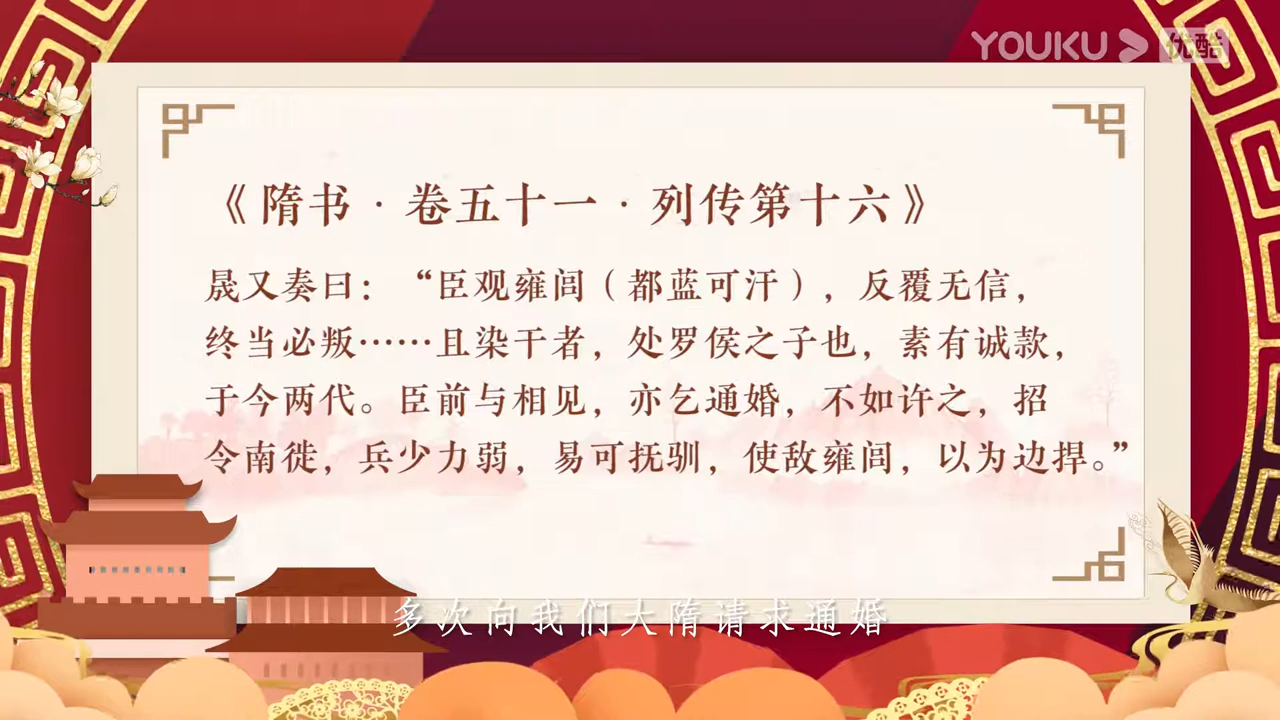 YOUKU 优酷
《隋书·卷五十一·列传第十六》
晟又奏曰：“臣观雍闾（都蓝可汗），反覆无信，
终当必叛……且染干者，处罗侯之子也，素有诚款，
于今两代。臣前与相见，亦乞通婚，不如许之，招
令南徙，兵少力弱，易可抚驯，使敌雍闾，以为边捍。”
多次向我们大隋请求通婚